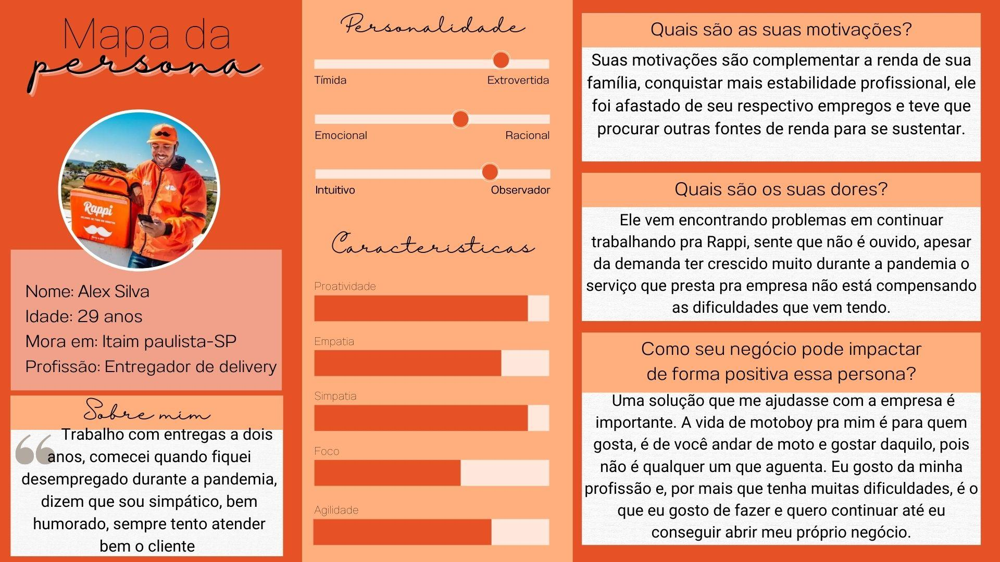 Mapa da
persona
Rappi
Nome: Alex Silva
Idade: 29 anos
Mora em: Itaim paulista-SP
Profissão: Entregador de delivery
Sobre mim
Trabalho com entregas a dois
anos, comecei quando fiquei
desempregado durante a pandemia,
dizem que sou simpático, bem
humorado, sempre tento atender
bem o cliente
Personalidade
Tímida Extrovertida
Emocional Racional
Intuitivo Observador
Caracteristicas
Proatividade
Empatia
Simpatia
Foco
Agilidade
Quais são as suas motivações?
Suas motivações são complementar a renda de sua
família, conquistar mais estabilidade profissional, ele
foi afastado de seu respectivo empregos e teve que
procurar outras fontes de renda para se sustentar.
Quais são os suas dores?
Ele vem encontrando problemas em continuar
trabalhando pra Rappi, sente que não é ouvido, apesar
da demanda ter crescido muito durante a pandemia o
serviço que presta pra empresa não está compensando
as dificuldades que vem tendo.
Como seu negócio pode impactar
de forma positiva essa persona?
Uma solução que me ajudasse com a empresa é
importante. A vida de motoboy pra mim é para quem
gosta, é de você andar de moto e gostar daquilo, pois
não é qualquer um que aguenta. Eu gosto da minha
profissão e, por mais que tenha muitas dificuldades, é o
que eu gosto de fazer e quero continuar até eu
conseguir abrir meu próprio negócio.